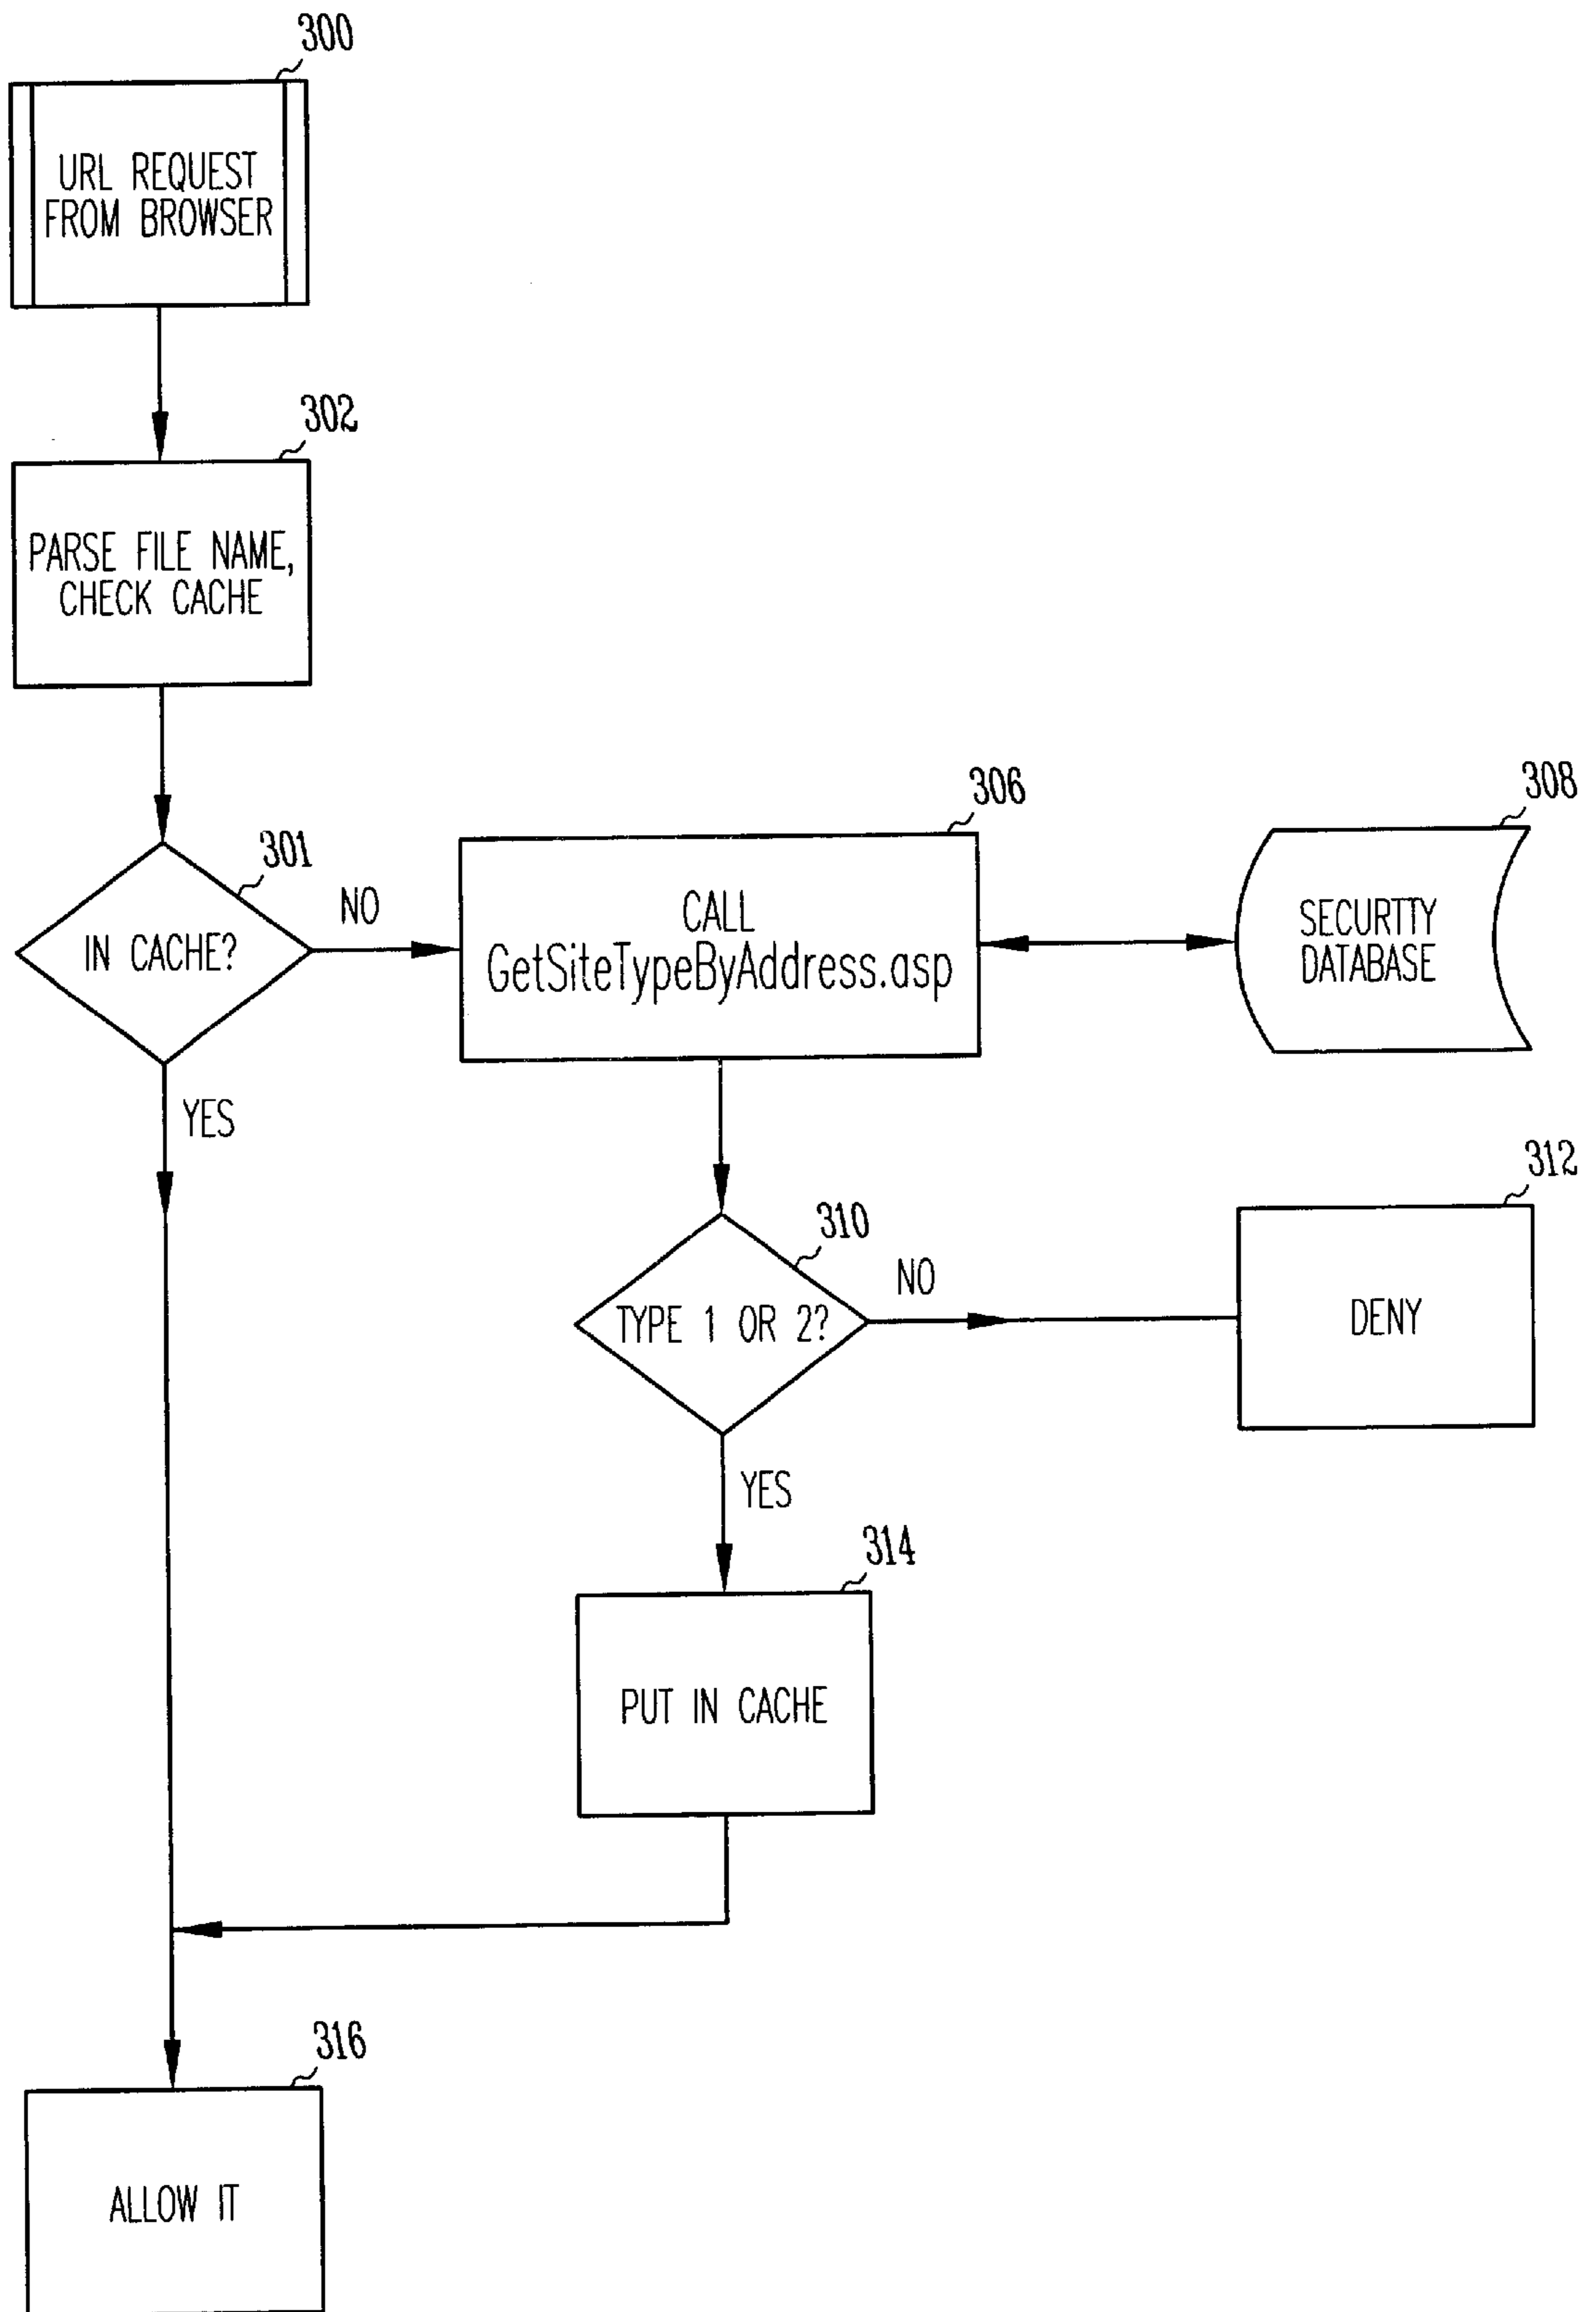 300
URL REQUEST
FROM BROWSER
302
PARSE FILE NAME,
CHECK CACHE
301
IN CACHE?
NO
YES
306
CALL
GetSiteTypeByAddress.asp
308
SECURTTY
DATABASE
310
TYPE 1 OR 2?
NO
312
DENY
YES
314
PUT IN CACHE
316
ALLOW IT